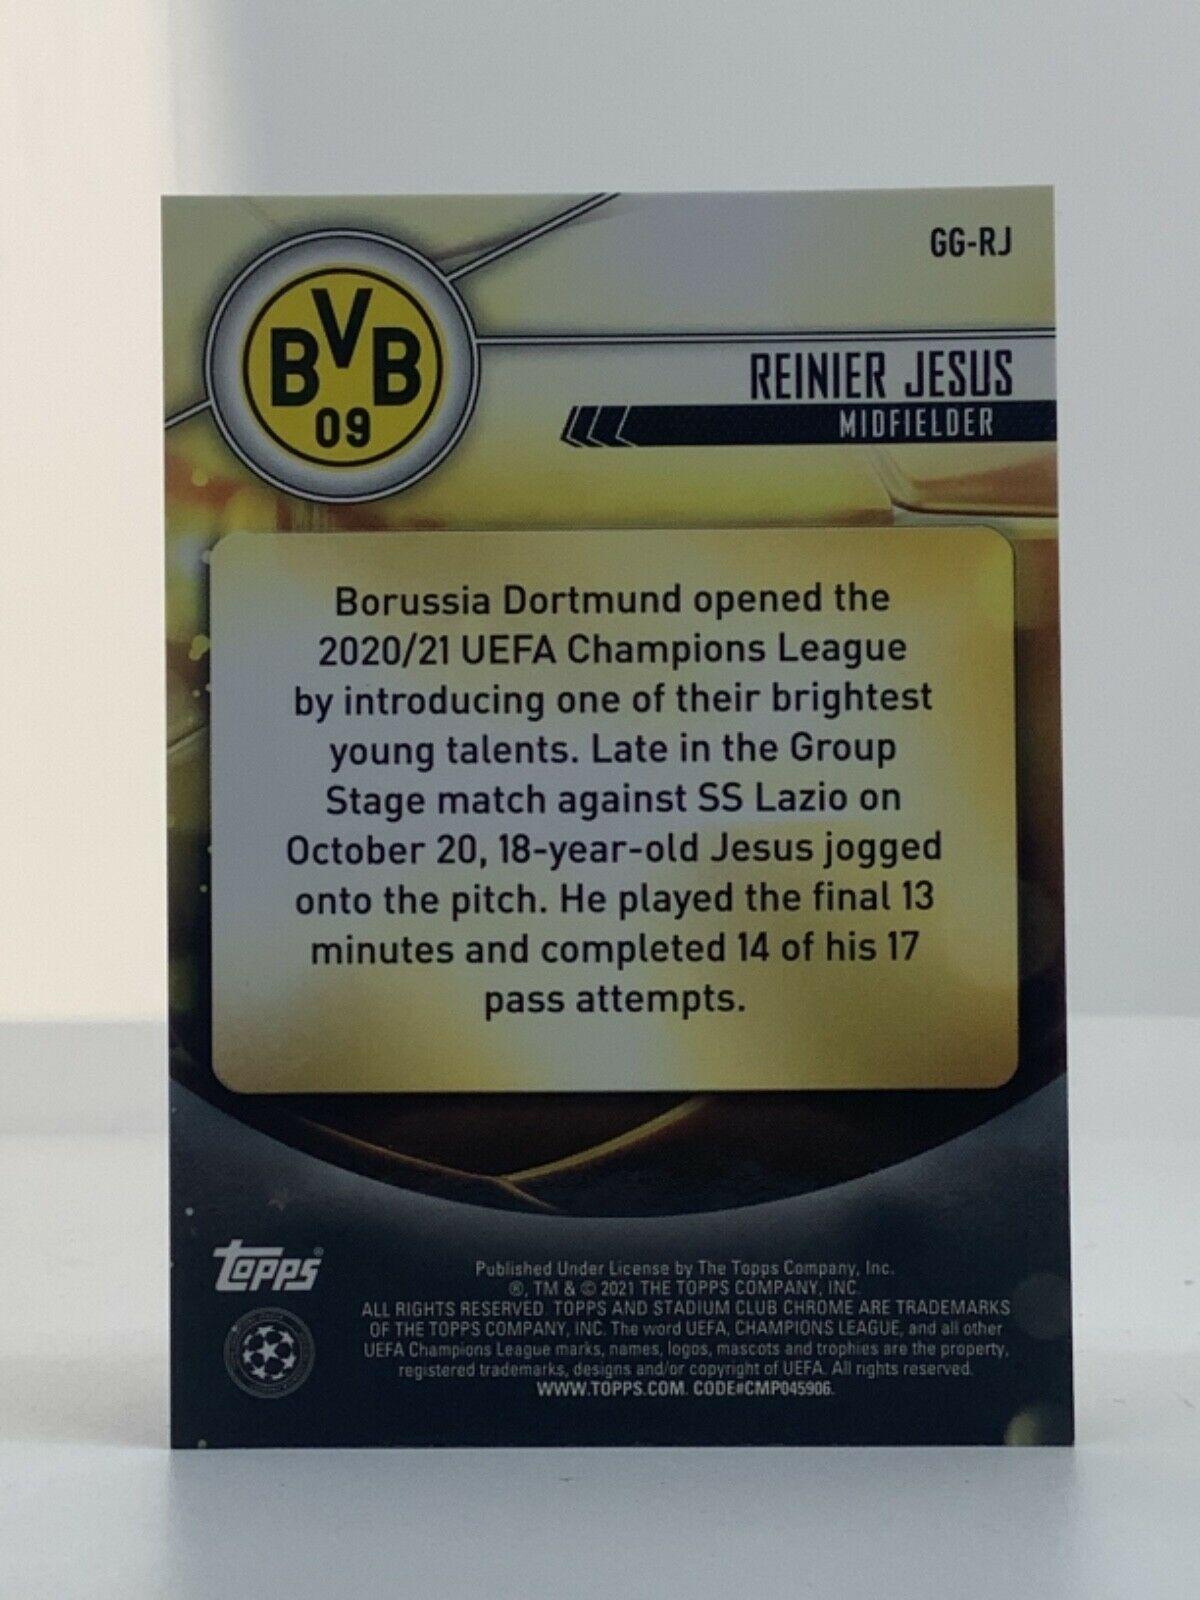 GG-RJ
BVB
09
REINIER JESUS
MIDFIELDER
Borussia Dortmund opened the
2020/21 UEFA Champions League
by introducing one of their brightest
young talents. Late in the Group
Stage match against SS Lazio on
October 20, 18-year-old Jesus jogged
onto the pitch. He played the final 13
minutes and completed 14 of his 17
pass attempts.
Topps®
Published Under License by The Topps Company, Inc.
®, TM & © 2021 THE TOPPS COMPANY, INC.
ALL RIGHTS RESERVED. TOPPS AND STADIUM CLUB CHROME ARE TRADEMARKS
OF THE TOPPS COMPANY, INC. The word UEFA, CHAMPIONS LEAGUE, and all other
UEFA Champions League marks, names, logos, mascots and trophies are the property,
registered trademarks, designs and/or copyright of UEFA. All rights reserved.
WWW.TOPPS.COM. CODE#CMP045906.